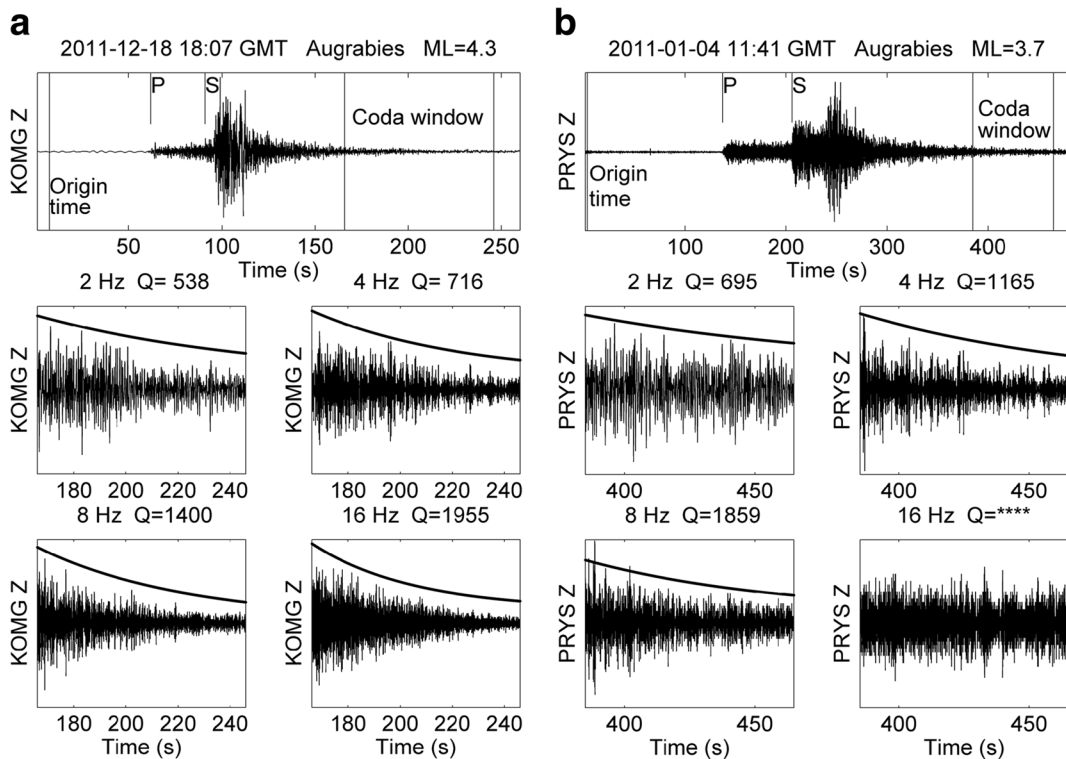 a
2011-12-18 18:07 GMT Augrabies ML=4.3
KOMG Z
P
S
Coda window
Origin
time
50 100 150 200 250
Time (s)
2 Hz Q= 538
KOMG Z
180 200 220 240
4 Hz Q= 716
KOMG Z
180 200 220 240
8 Hz Q=1400
KOMG Z
180 200 220 240
Time (s)
16 Hz Q=1955
KOMG Z
180 200 220 240
Time (s)
b
2011-01-04 11:41 GMT Augrabies ML=3.7
PRYS Z
P
S
Coda
window
Origin
time
100 200 300 400
Time (s)
2 Hz Q= 695
PRYS Z
400 450
4 Hz Q=1165
PRYS Z
400 450
8 Hz Q=1859
PRYS Z
400 450
Time (s)
16 Hz Q=****
PRYS Z
400 450
Time (s)